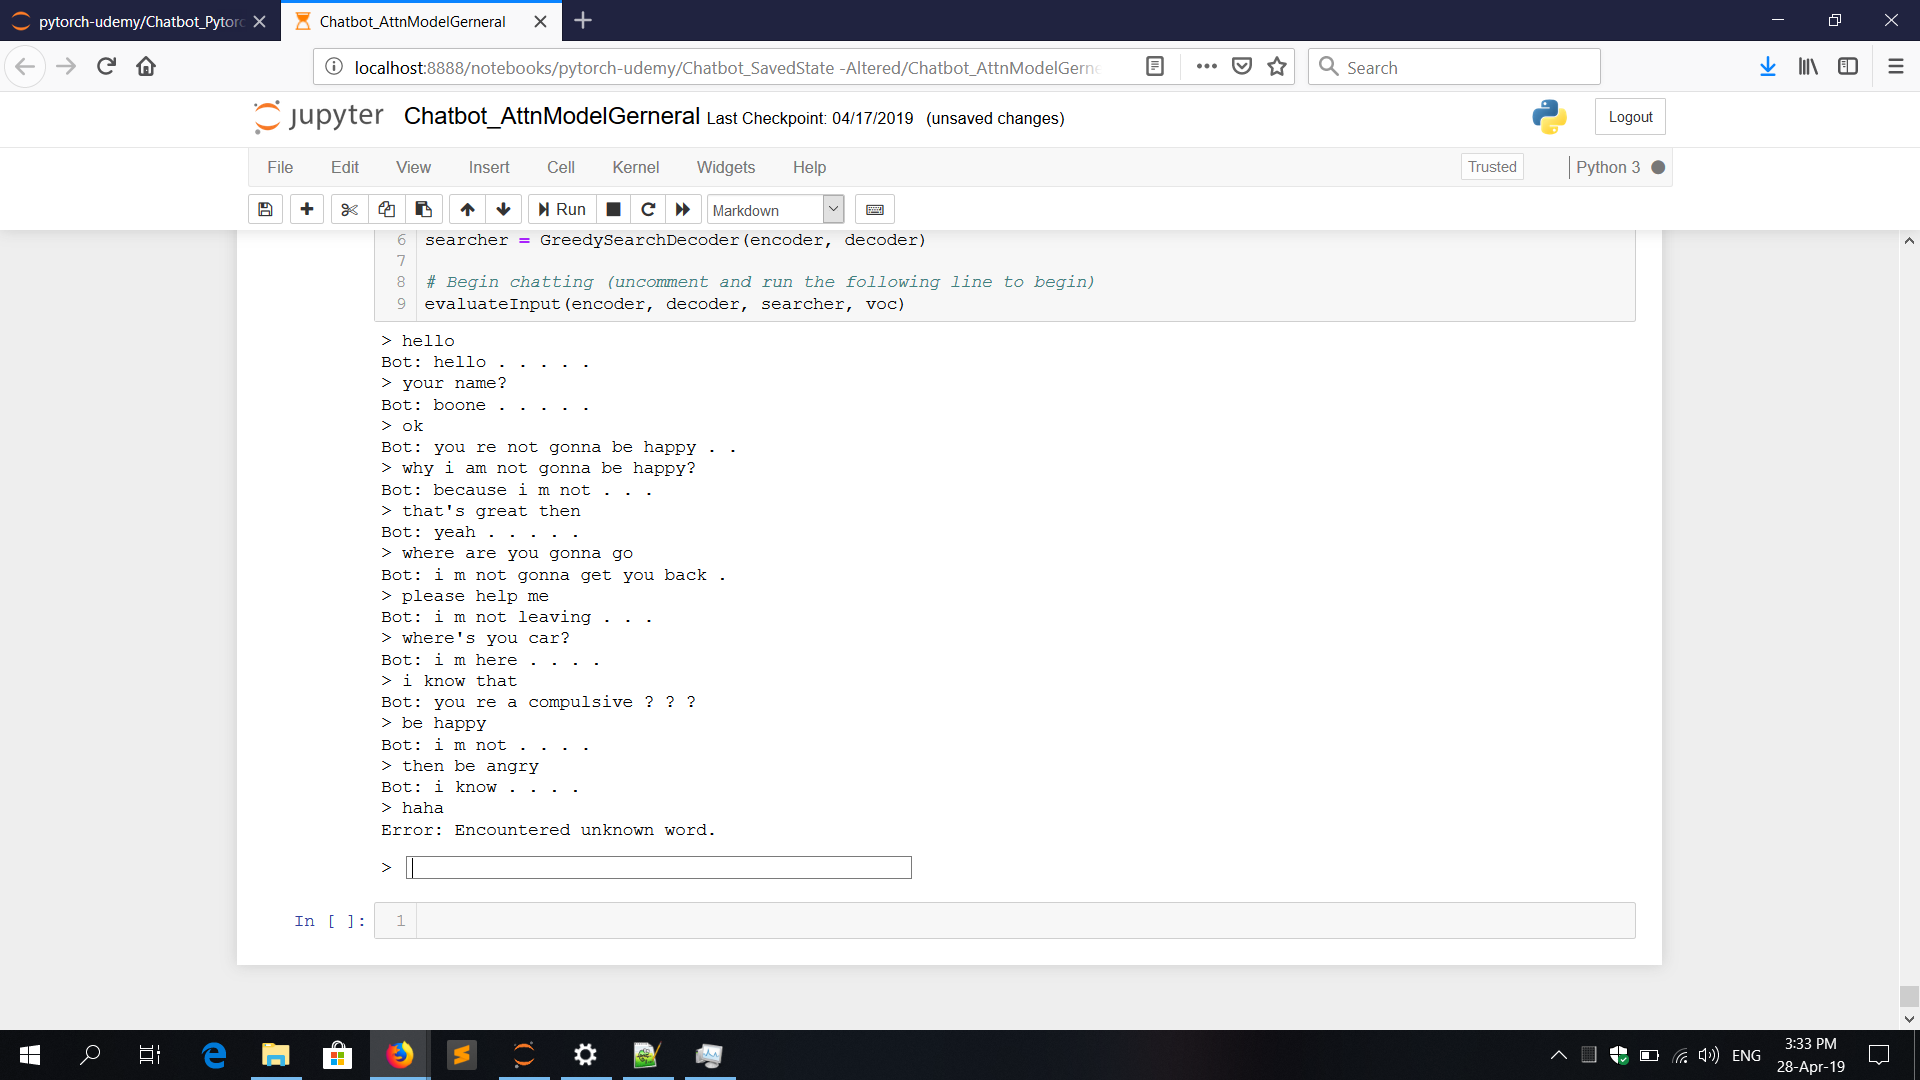 pytorch-udemy/Chatbot_Pytorc
Chatbot_AttnModelGerneral
localhost:8888/notebooks/pytorch-udemy/Chatbot_SavedState -Altered/Chatbot_AttnModelGerne
Search
jupyter Chatbot_AttnModelGerneral Last Checkpoint: 04/17/2019 (unsaved changes)
Logout
File Edit View Insert Cell Kernel Widgets Help
Trusted
Python 3
Run
Markdown
6 searcher = GreedySearchDecoder(encoder, decoder)
7
8 # Begin chatting (uncomment and run the following line to begin)
9 evaluateInput(encoder, decoder, searcher, voc)
> hello
Bot: hello . . . . .
> your name?
Bot: boone . . . . .
> ok
Bot: you re not gonna be happy . .
> why i am not gonna be happy?
Bot: because i m not . . .
> that's great then
Bot: yeah . . . . .
> where are you gonna go
Bot: i m not gonna get you back .
> please help me
Bot: i m not leaving . . .
> where's you car?
Bot: i m here . . . .
> i know that
Bot: you re a compulsive ? ? ?
> be happy
Bot: i m not . . . .
> then be angry
Bot: i know . . . .
> haha
Error: Encountered unknown word.
>
In [ ]: 1
ENG
3:33 PM
28-Apr-19